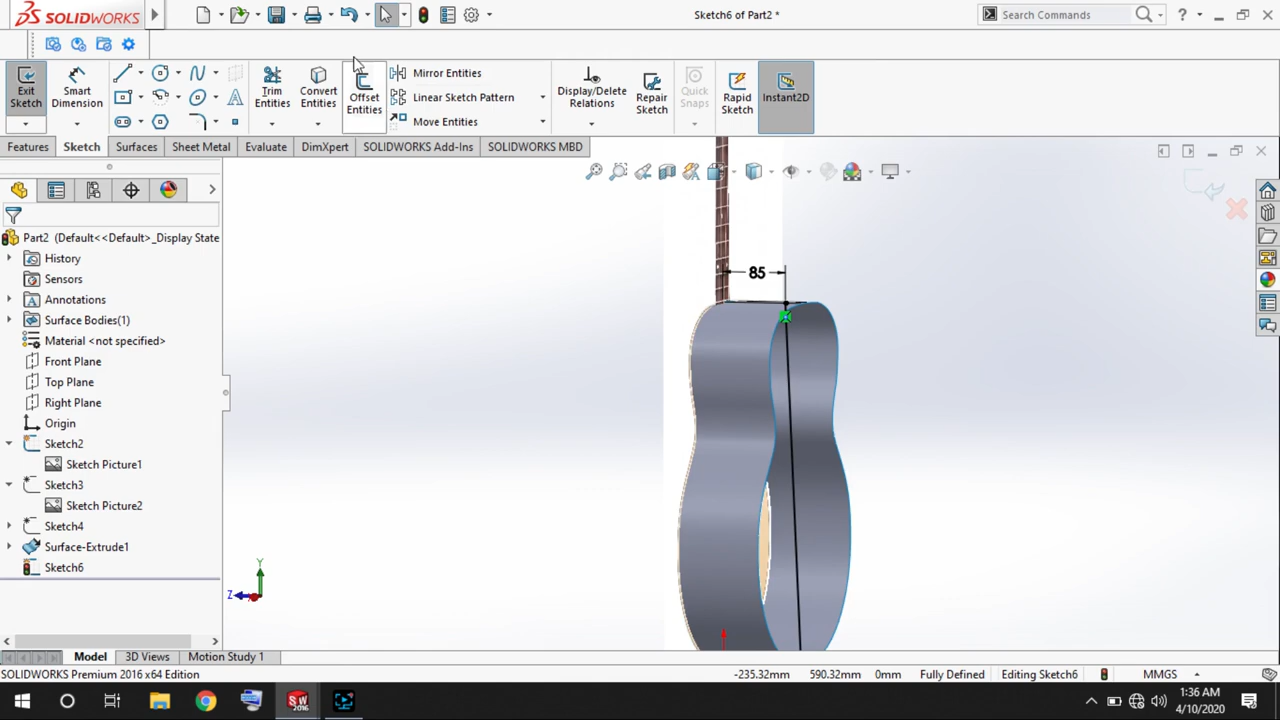 SOLIDWORKS
Sketch6 of Part2 *
Search Commands
?
Exit Sketch
Smart Dimension
Trim Entities
Convert Entities
Offset Entities
Mirror Entities
Linear Sketch Pattern
Move Entities
Display/Delete Relations
Repair Sketch
Quick Snaps
Rapid Sketch
Instant2D
Features
Sketch
Surfaces
Sheet Metal
Evaluate
DimXpert
SOLIDWORKS Add-Ins
SOLIDWORKS MBD
Part2 (Default<<Default>_Display State
History
Sensors
Annotations
Surface Bodies(1)
Material <not specified>
Front Plane
Top Plane
Right Plane
Origin
Sketch2
Sketch Picture1
Sketch3
Sketch Picture2
Sketch4
Surface-Extrude1
Sketch6
85
Y
Z
Model
3D Views
Motion Study 1
SOLIDWORKS Premium 2016 x64 Edition
-235.32mm
590.32mm
0mm
Fully Defined
Editing Sketch6
MMGS
SW
2016
1:36 AM
4/10/2020